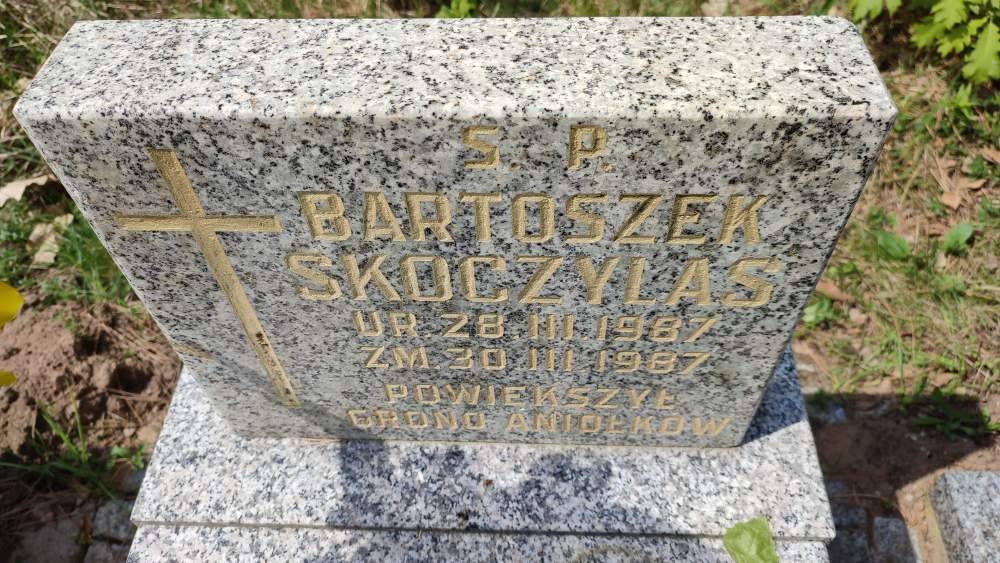 Ś. P.
BARTOSZEK
SKOCZYLAS
UR. 28.III.1987
ZM. 30 III.1987
POWIĘKSZYŁ
GRONO ANIOŁKÓW